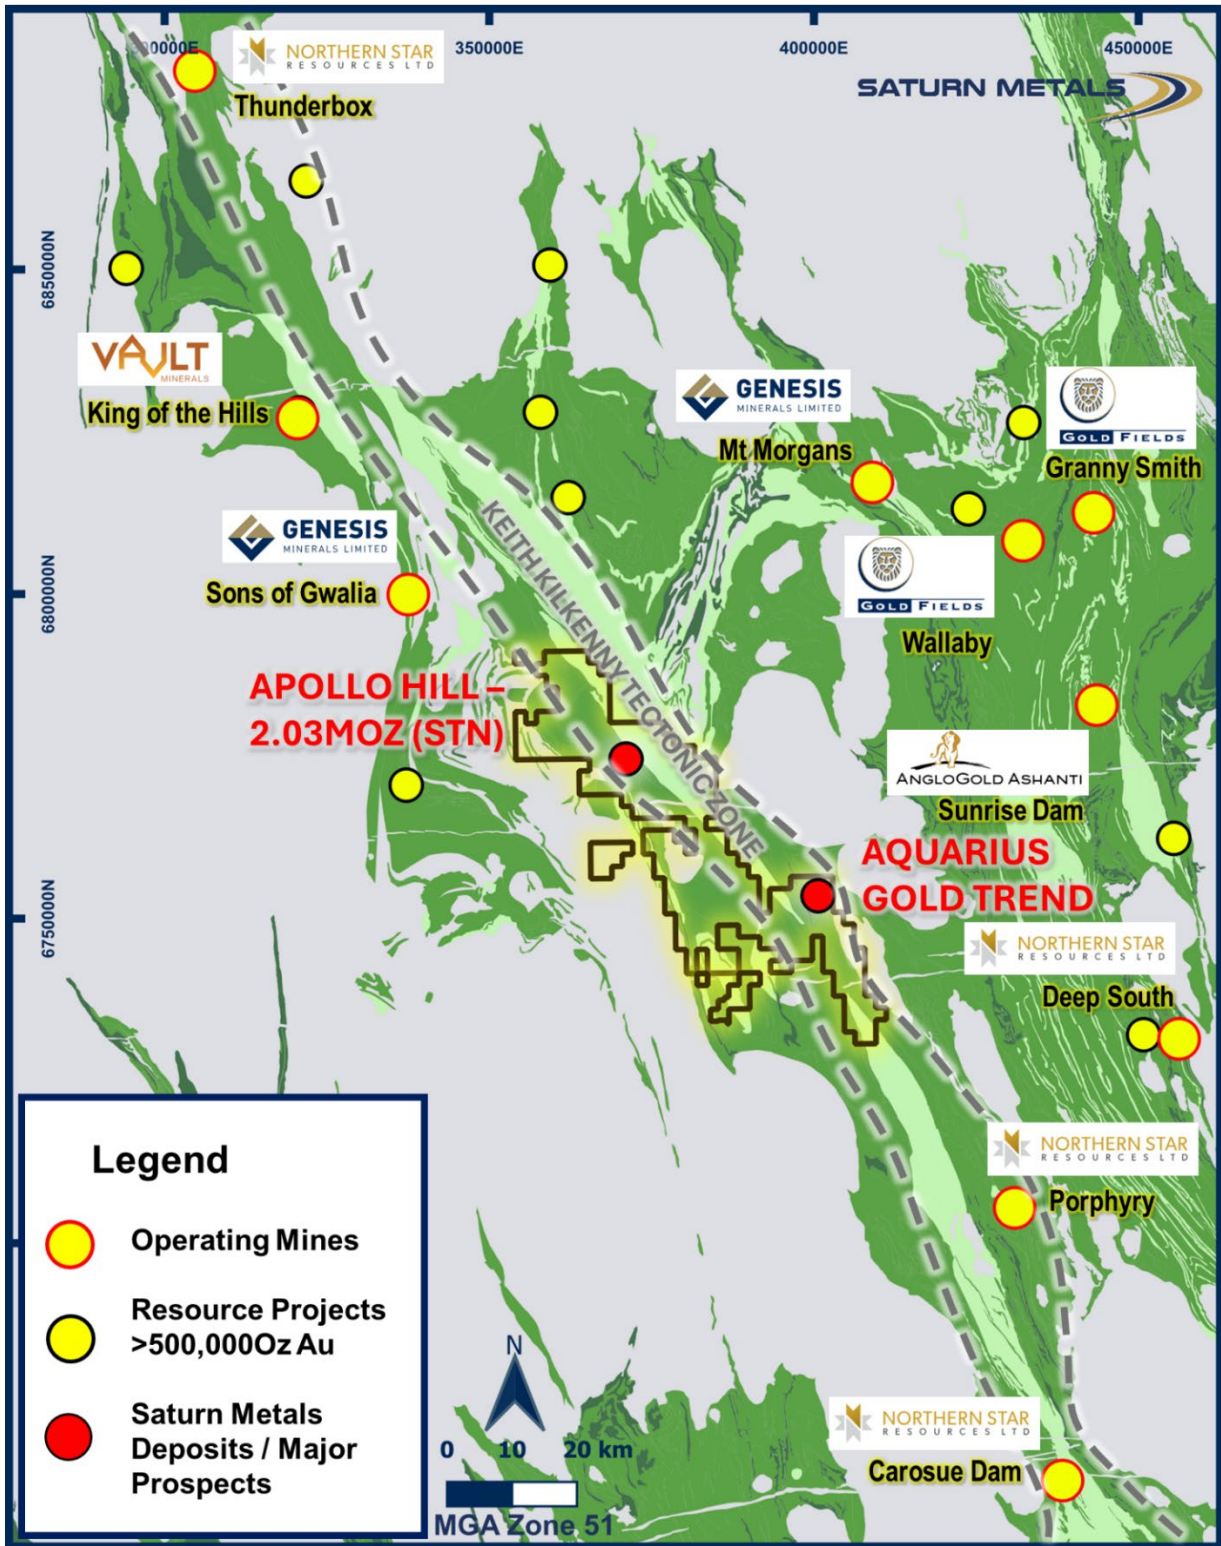 300000E
350000E
400000E
450000E
NORTHERN STAR
RESOURCES LTD
Thunderbox
SATURN METALS
6850000N
VAULT
MINERALS
King of the Hills
GENESIS
MINERALS LIMITED
Mt Morgans
GOLD FIELDS
Granny Smith
GENESIS
MINERALS LIMITED
Sons of Gwalia
6800000N
KEITH KILKENNY TECTONIC ZONE
GOLD FIELDS
Wallaby
APOLLO HILL –
2.03MOZ (STN)
ANGLOGOLD ASHANTI
Sunrise Dam
AQUARIUS
GOLD TREND
6750000N
NORTHERN STAR
RESOURCES LTD
Deep South
NORTHERN STAR
RESOURCES LTD
Porphyry
Legend
Operating Mines
Resource Projects
>500,000Oz Au
Saturn Metals
Deposits / Major
Prospects
N
0 10 20 km
MGA Zone 51
NORTHERN STAR
RESOURCES LTD
Carosue Dam